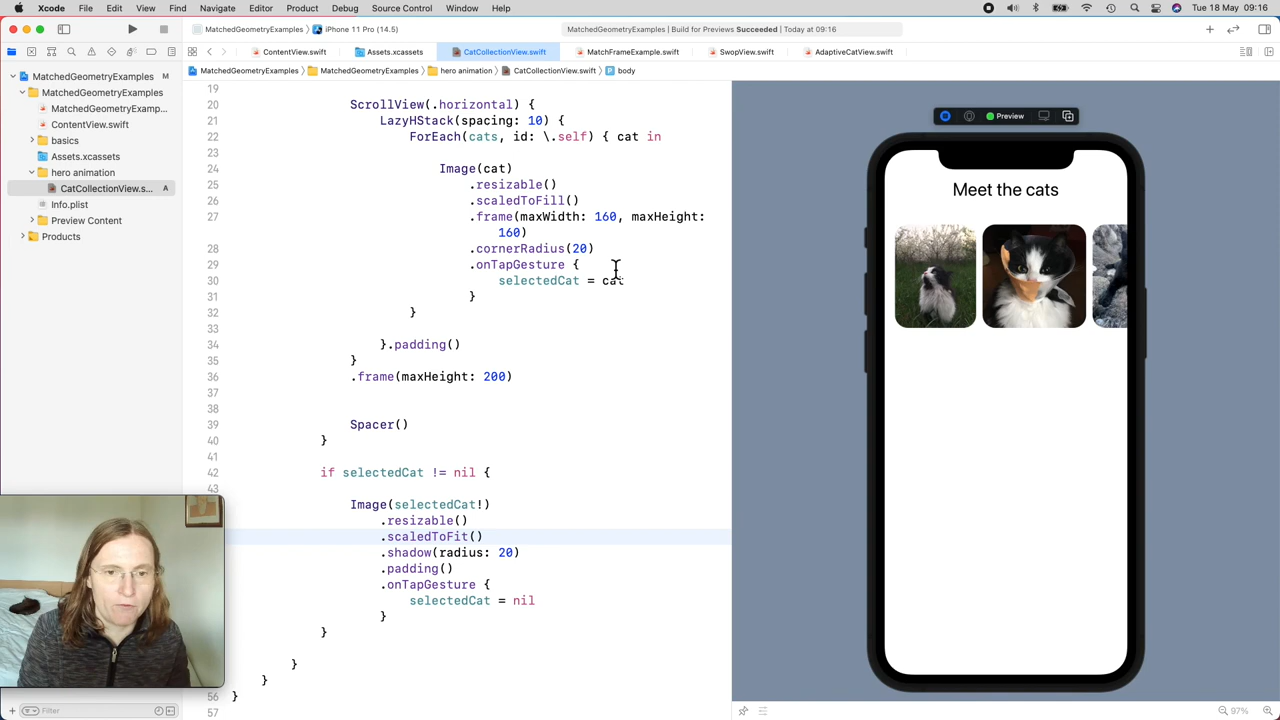 Xcode File Edit View Find Navigate Editor Product Debug Source Control Window Help Tue 18 May 09:16
MatchedGeometryExamples iPhone 11 Pro (14.5) MatchedGeometryExamples | Build for Previews Succeeded | Today at 09:16
ContentView.swift Assets.xcassets CatCollectionView.swift MatchFrameExample.swift SwopView.swift AdaptiveCatView.swift
MatchedGeometryExamples MatchedGeometryExamples hero animation CatCollectionView.swift body
MatchedGeometryExamples M
MatchedGeometryExamples
MatchedGeometryExamp...
ContentView.swift
basics
Assets.xcassets
hero animation
CatCollectionView.s... A
Info.plist
Preview Content
Products
Filter
19
20 ScrollView(.horizontal) {
21 LazyHStack(spacing: 10) {
22 ForEach(cats, id: \.self) { cat in
23
24 Image(cat)
25 .resizable()
26 .scaledToFill()
27 .frame(maxWidth: 160, maxHeight:
160)
28 .cornerRadius(20)
29 .onTapGesture {
30 selectedCat = cat
31 }
32 }
33
34 }.padding()
35 }
36 .frame(maxHeight: 200)
37
38
39 Spacer()
40 }
41
42 if selectedCat != nil {
43
Image(selectedCat!)
.resizable()
.scaledToFit()
.shadow(radius: 20)
.padding()
.onTapGesture {
selectedCat = nil
}
}
}
}
56 }
57
Preview
Meet the cats
97%